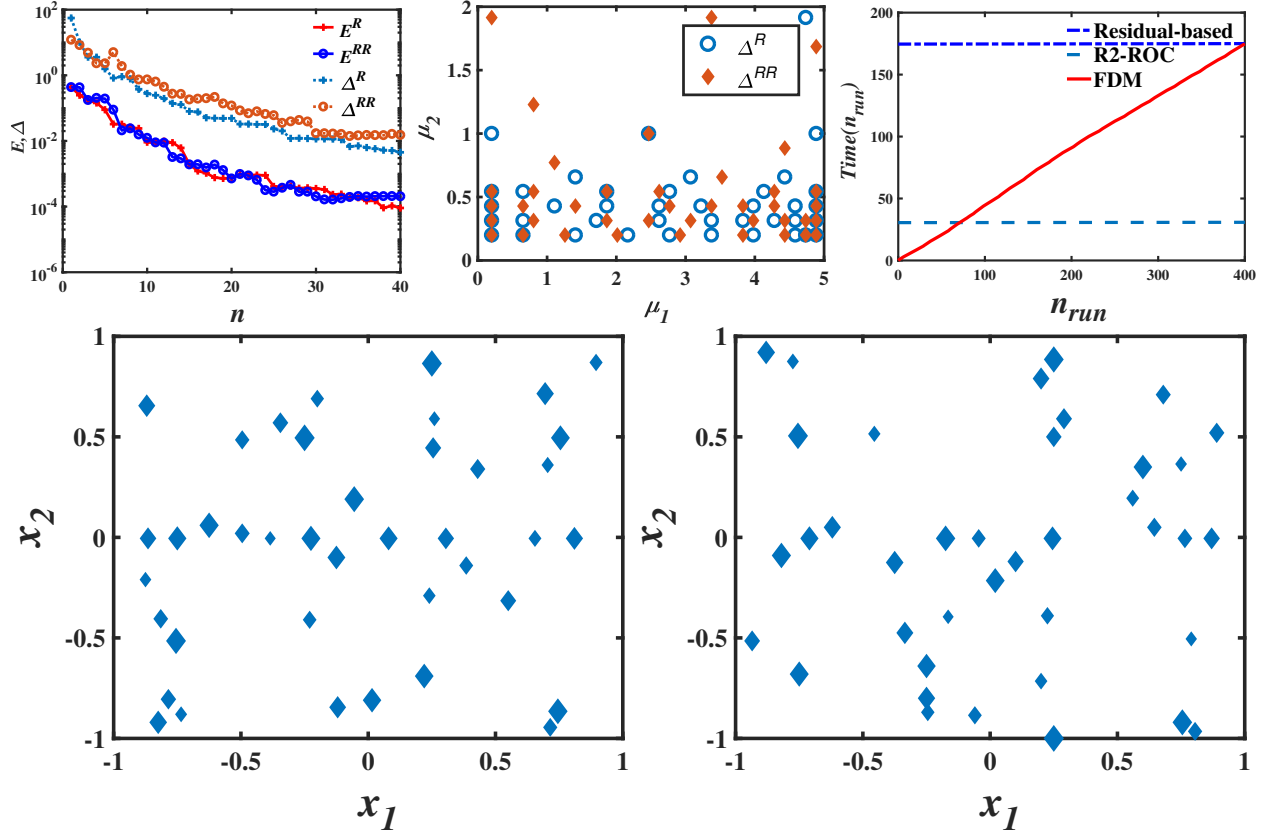 10^4
10^2
10^0
10^-2
10^-4
10^-6
E, Δ
0 10 20 30 40
n
E^R
E^RR
Δ^R
Δ^RR
2
1.5
1
0.5
0
μ_2
0 1 2 3 4 5
μ_1
Δ^R
Δ^RR
200
150
100
50
0
Time(n_run)
0 100 200 300 400
n_run
Residual-based
R2-ROC
FDM
1
0.5
0
-0.5
-1
x_2
-1 -0.5 0 0.5 1
x_1
1
0.5
0
-0.5
-1
x_2
-1 -0.5 0 0.5 1
x_1